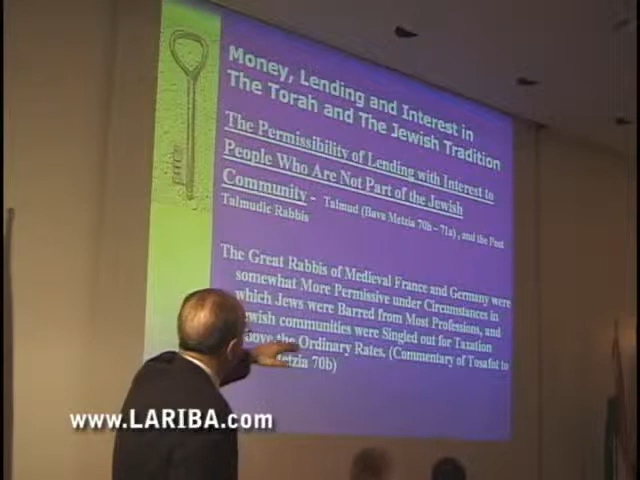 Money, Lending and Interest in
The Torah and The Jewish Tradition
The Permissibility of Lending with Interest to
People Who Are Not Part of the Jewish
Community - Talmud (Bava Metzia 70b - 71a), and the Post
Talmudic Rabbis
The Great Rabbis of Medieval France and Germany were
somewhat More Permissive under Circumstances in
which Jews were Barred from Most Professions, and
ewish communities were Singled out for Taxation
bove the Ordinary Rates. (Commentary of Tosafist to
Metzia 70b)
www.LARIBA.com